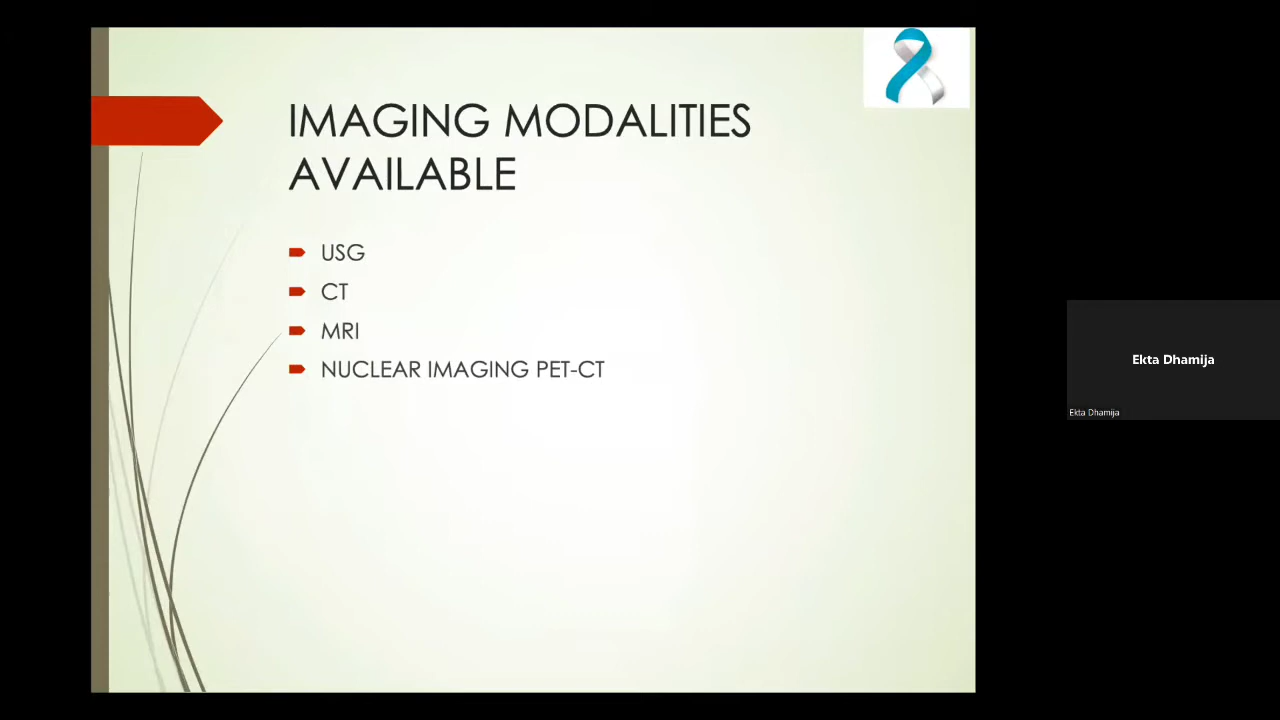 IMAGING MODALITIES
AVAILABLE
USG
CT
MRI
NUCLEAR IMAGING PET-CT
Ekta Dhamija
Ekta Dhamija